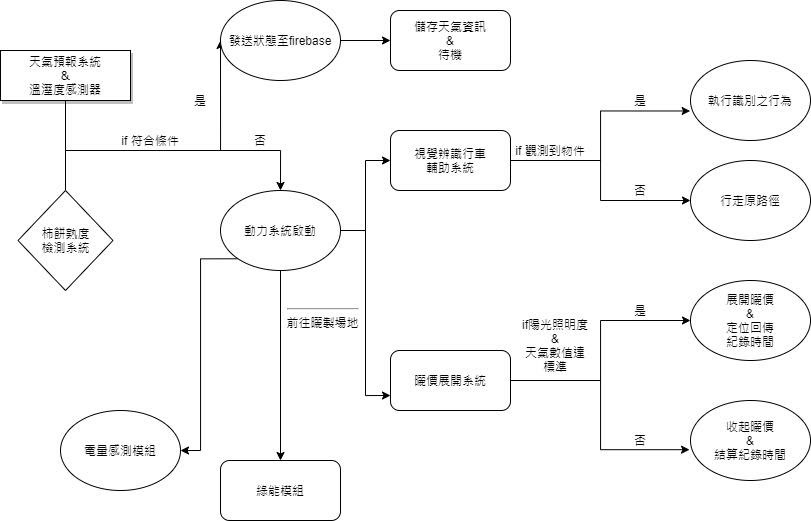 天氣預報系統
&
溫溼度感測器
是
if 符合條件
否
柿餅熟度
檢測系統
發送狀態至firebase
儲存天氣資訊
&
待機
動力系統啟動
前往曬製場地
電量感測模組
綠能模組
視覺辨識行車
輔助系統
if 觀測到物件
是
執行識別之行為
否
行走原路徑
曬價展開系統
if陽光照明度
&
天氣數值達
標準
是
展開曬價
&
定位回傳
紀錄時間
否
收起曬價
&
結算紀錄時間